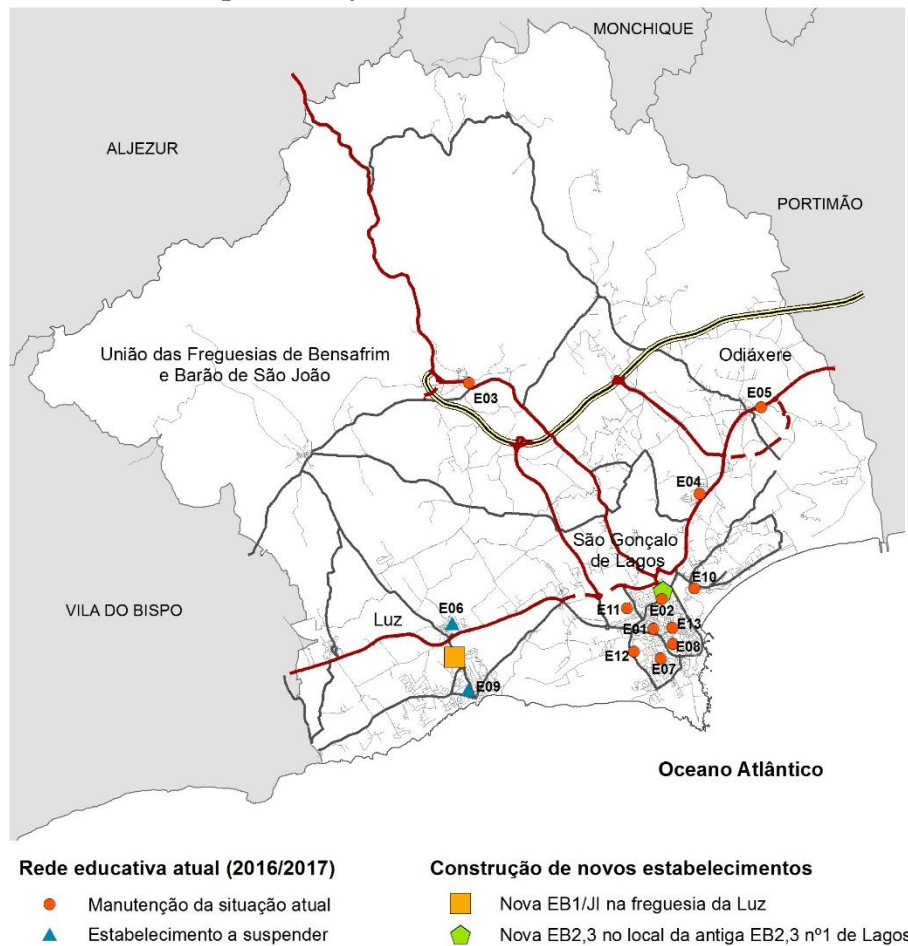 MONCHIQUE
ALJEZUR
PORTIMÃO
União das Freguesias de Bensafrim
e Barão de São João
Odiáxere
E03
E05
E04
São Gonçalo
de Lagos
E10
VILA DO BISPO
E06
Luz
E11
E02
E01
E13
E08
E12
E07
E09
Oceano Atlântico
Rede educativa atual (2016/2017)
Manutenção da situação atual
Estabelecimento a suspender
Construção de novos estabelecimentos
Nova EB1/JI na freguesia da Luz
Nova EB2,3 no local da antiga EB2,3 nº1 de Lagos